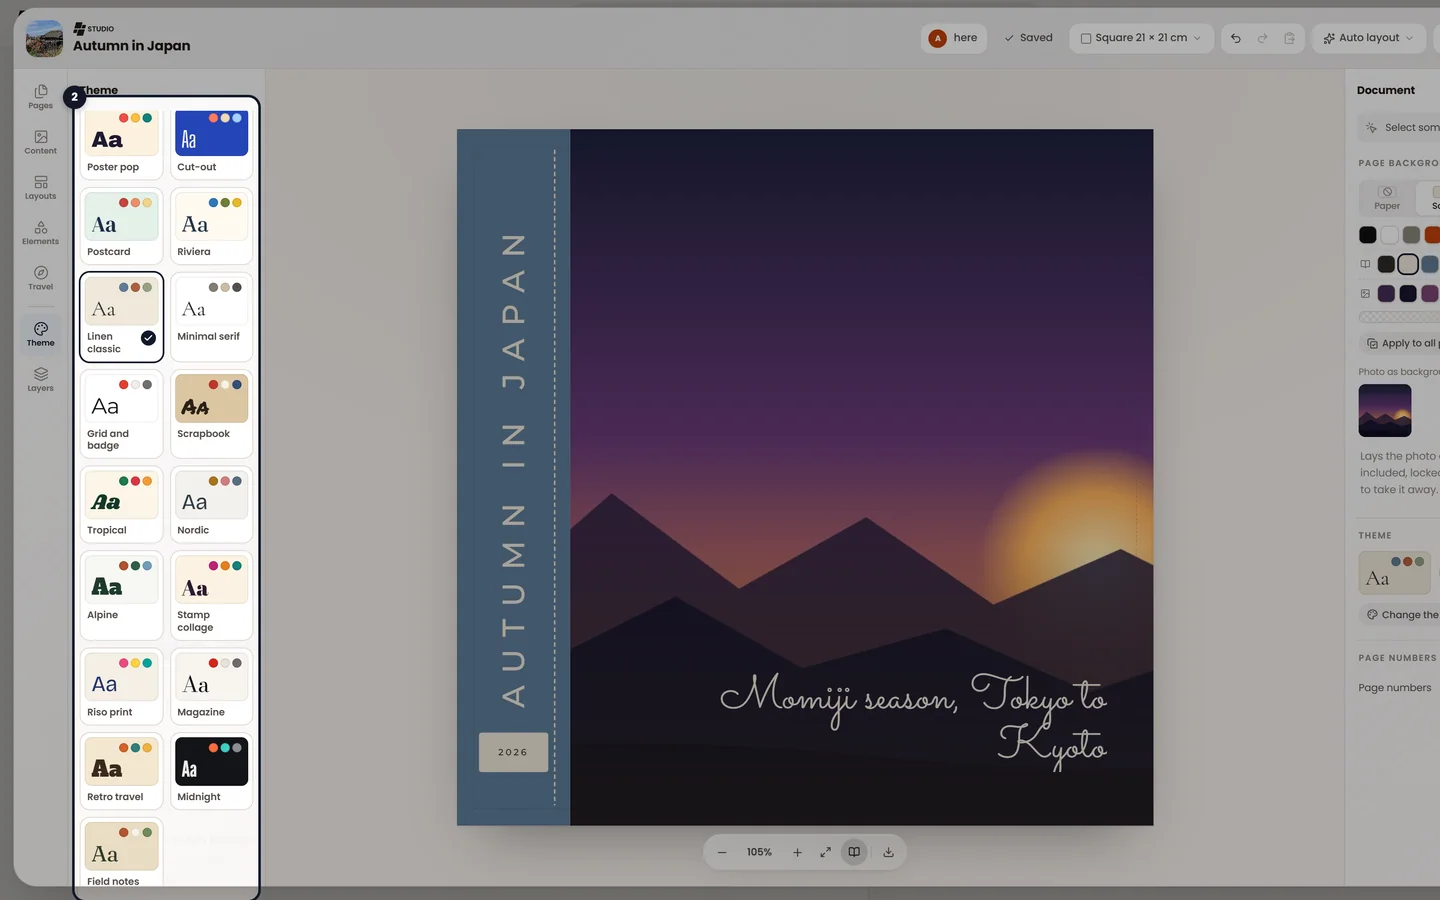 STUDIO
Autumn in Japan
A
here
Saved
Square 21 × 21 cm
Auto layout
Pages
Content
Layouts
Elements
Travel
Theme
Layers
Theme
2
Aa
Aa
Poster pop
Cut-out
Aa
Aa
Postcard
Riviera
Aa
Aa
Linen
classic
Minimal serif
Aa
Aa
Grid and
badge
Scrapbook
Aa
Aa
Tropical
Nordic
Aa
Aa
Alpine
Stamp
collage
Aa
Aa
Riso print
Magazine
Aa
Aa
Retro travel
Midnight
Aa
Field notes
AUTUMN IN JAPAN
2026
Momiji season, Tokyo to
Kyoto
105%
Document
Select som
PAGE BACKGRO
Paper
So
Apply to all p
Photo as backgrou
Lays the photo
included, locke
to take it away.
THEME
Aa
Change the
PAGE NUMBERS
Page numbers